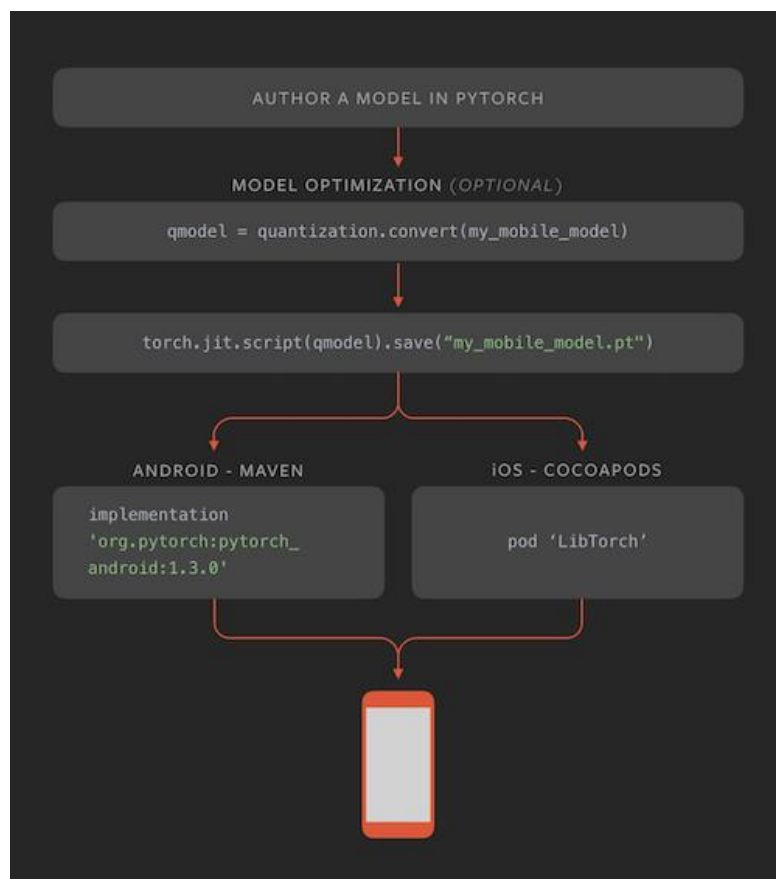 AUTHOR A MODEL IN PYTORCH
MODEL OPTIMIZATION (OPTIONAL)
qmodel = quantization.convert(my_mobile_model)
torch.jit.script(qmodel).save(“my_mobile_model.pt")
ANDROID - MAVEN
implementation
'org.pytorch:pytorch_
android:1.3.0'
iOS - COCOAPODS
pod ‘LibTorch’